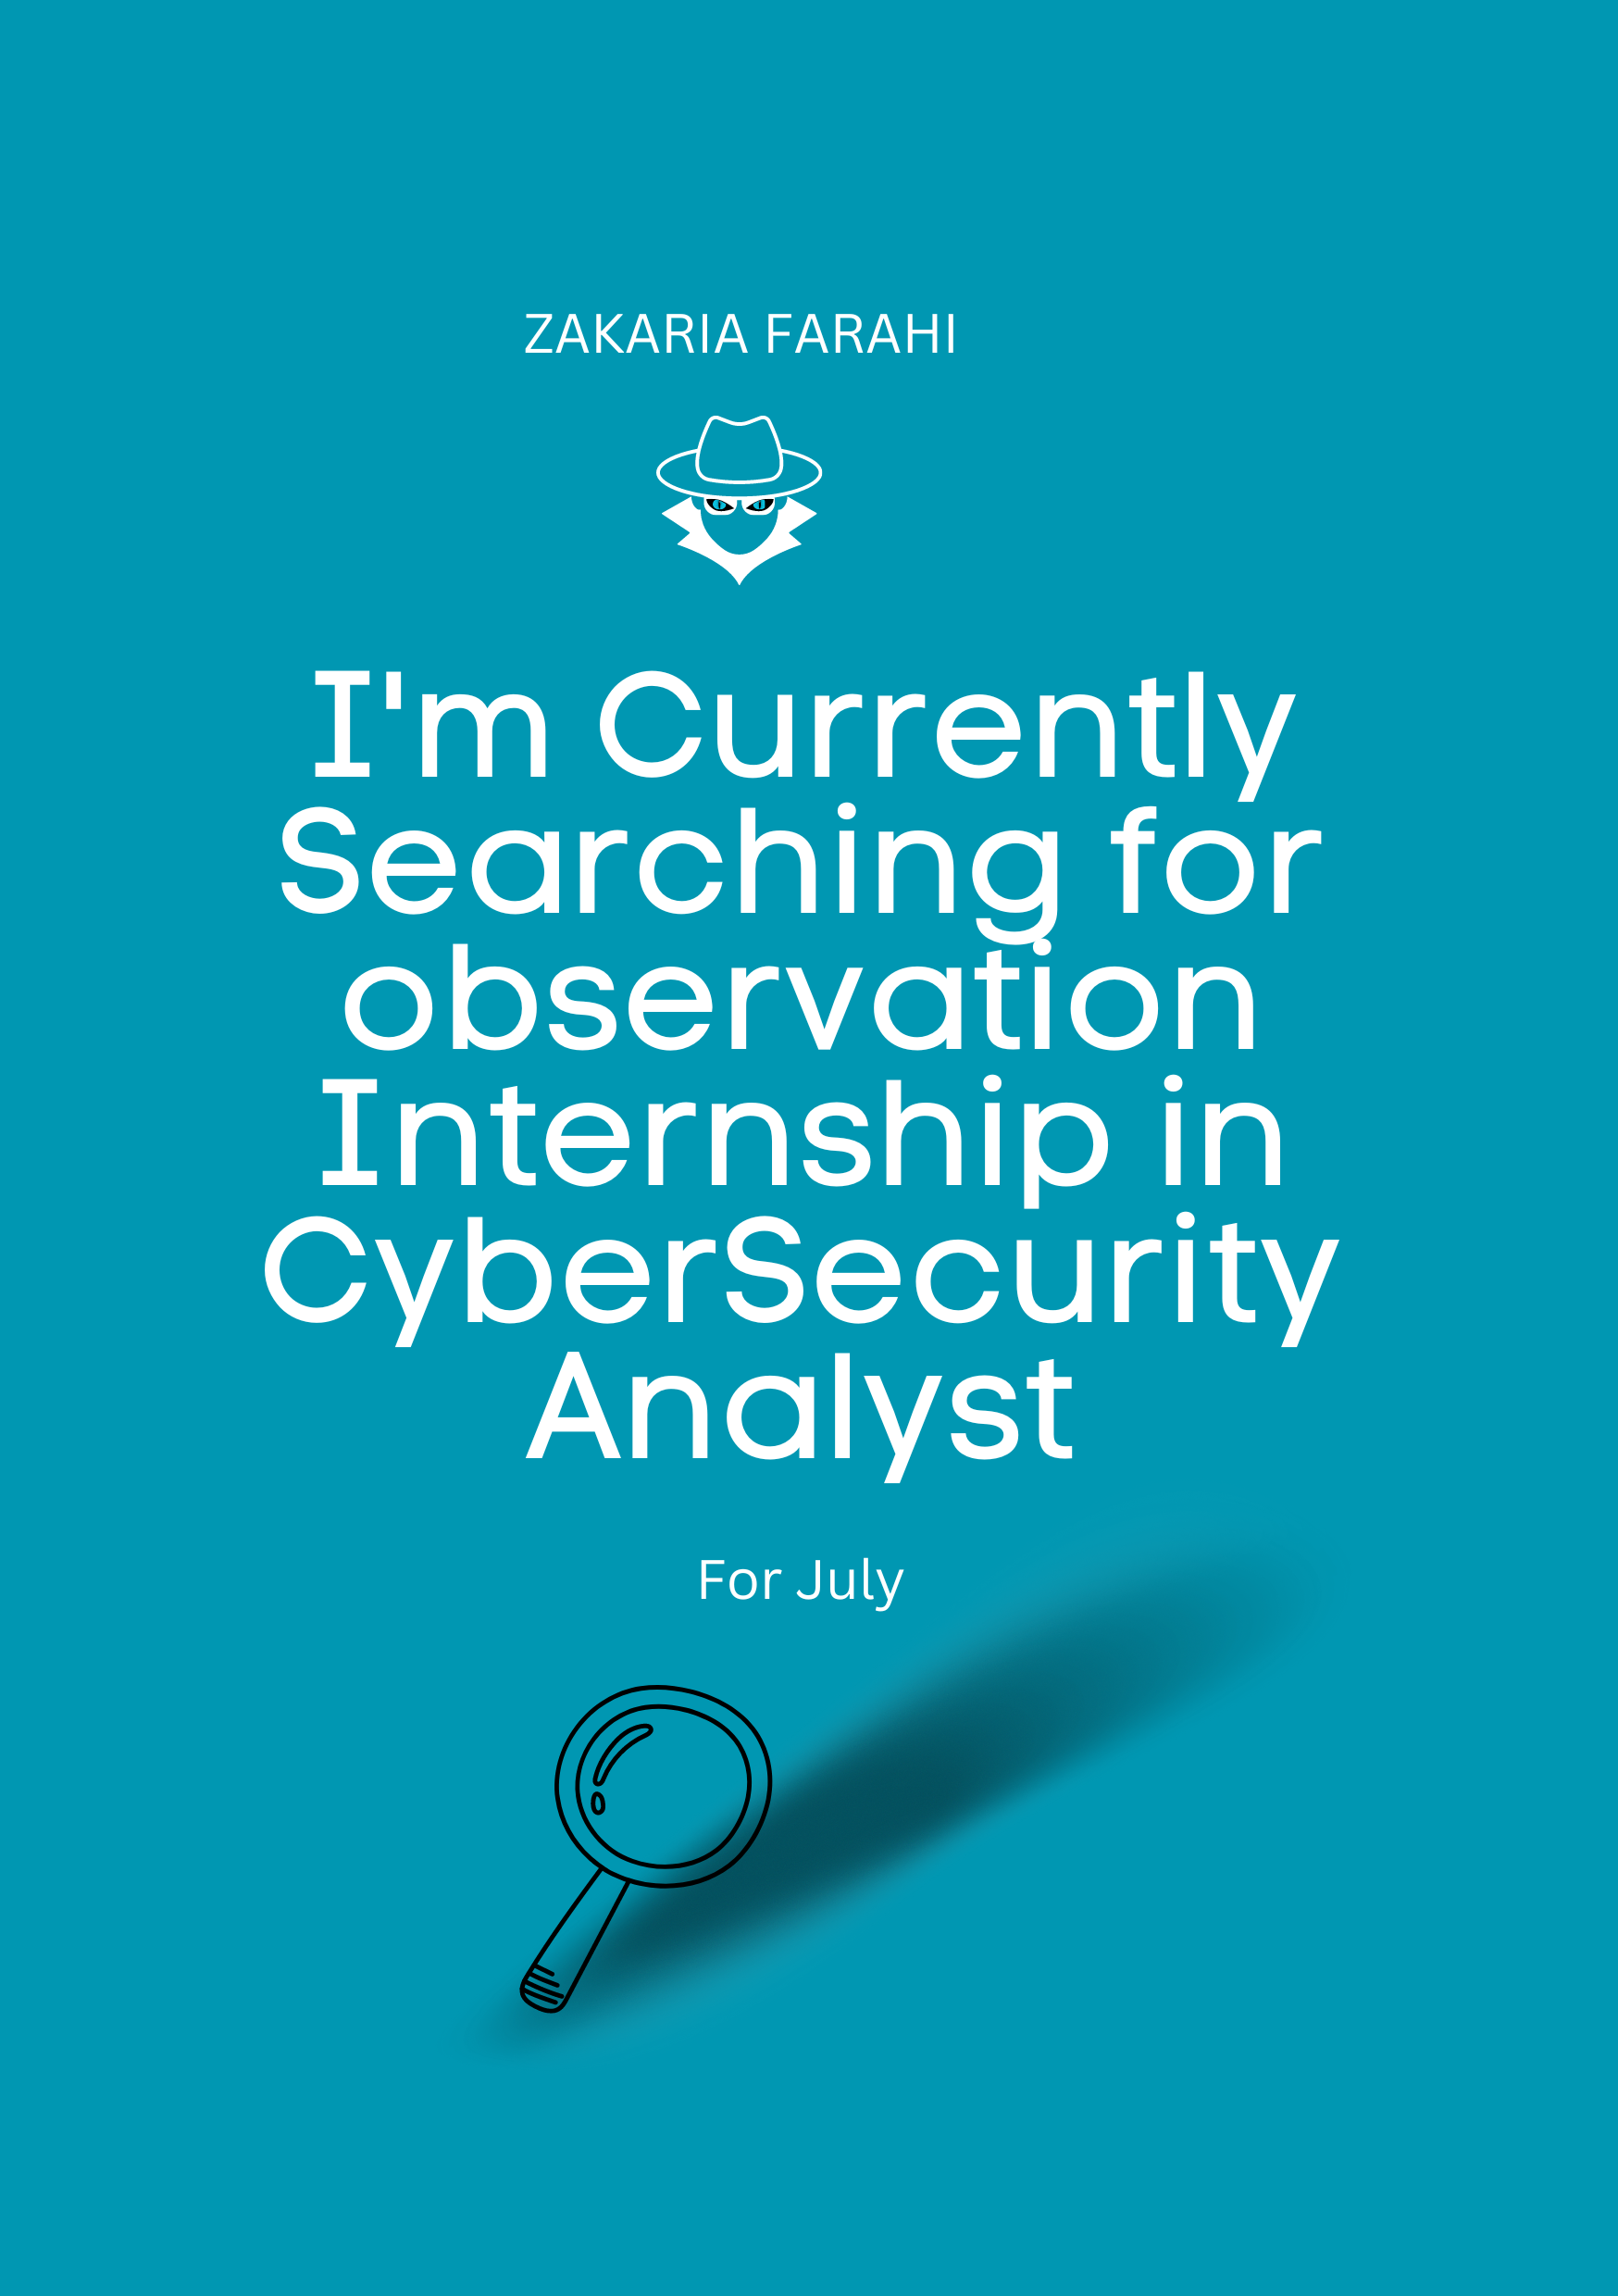 ZAKARIA FARAHI
I'm Currently
Searching for
observation
Internship in
CyberSecurity
Analyst
For July